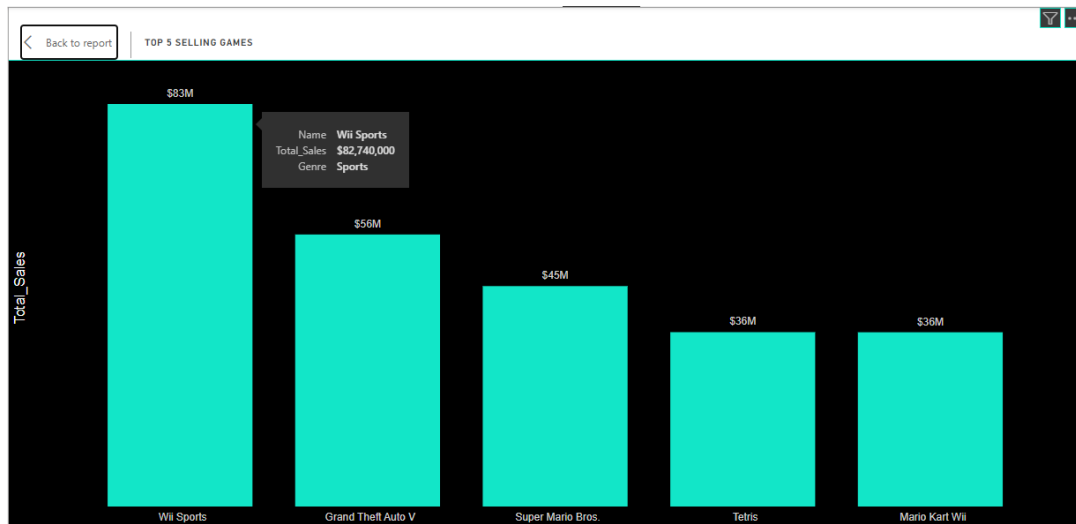 Back to report
TOP 5 SELLING GAMES
$83M
Name Wii Sports
Total_Sales $82,740,000
Genre Sports
$56M
$45M
$36M
$36M
Total_Sales
Wii Sports
Grand Theft Auto V
Super Mario Bros.
Tetris
Mario Kart Wii